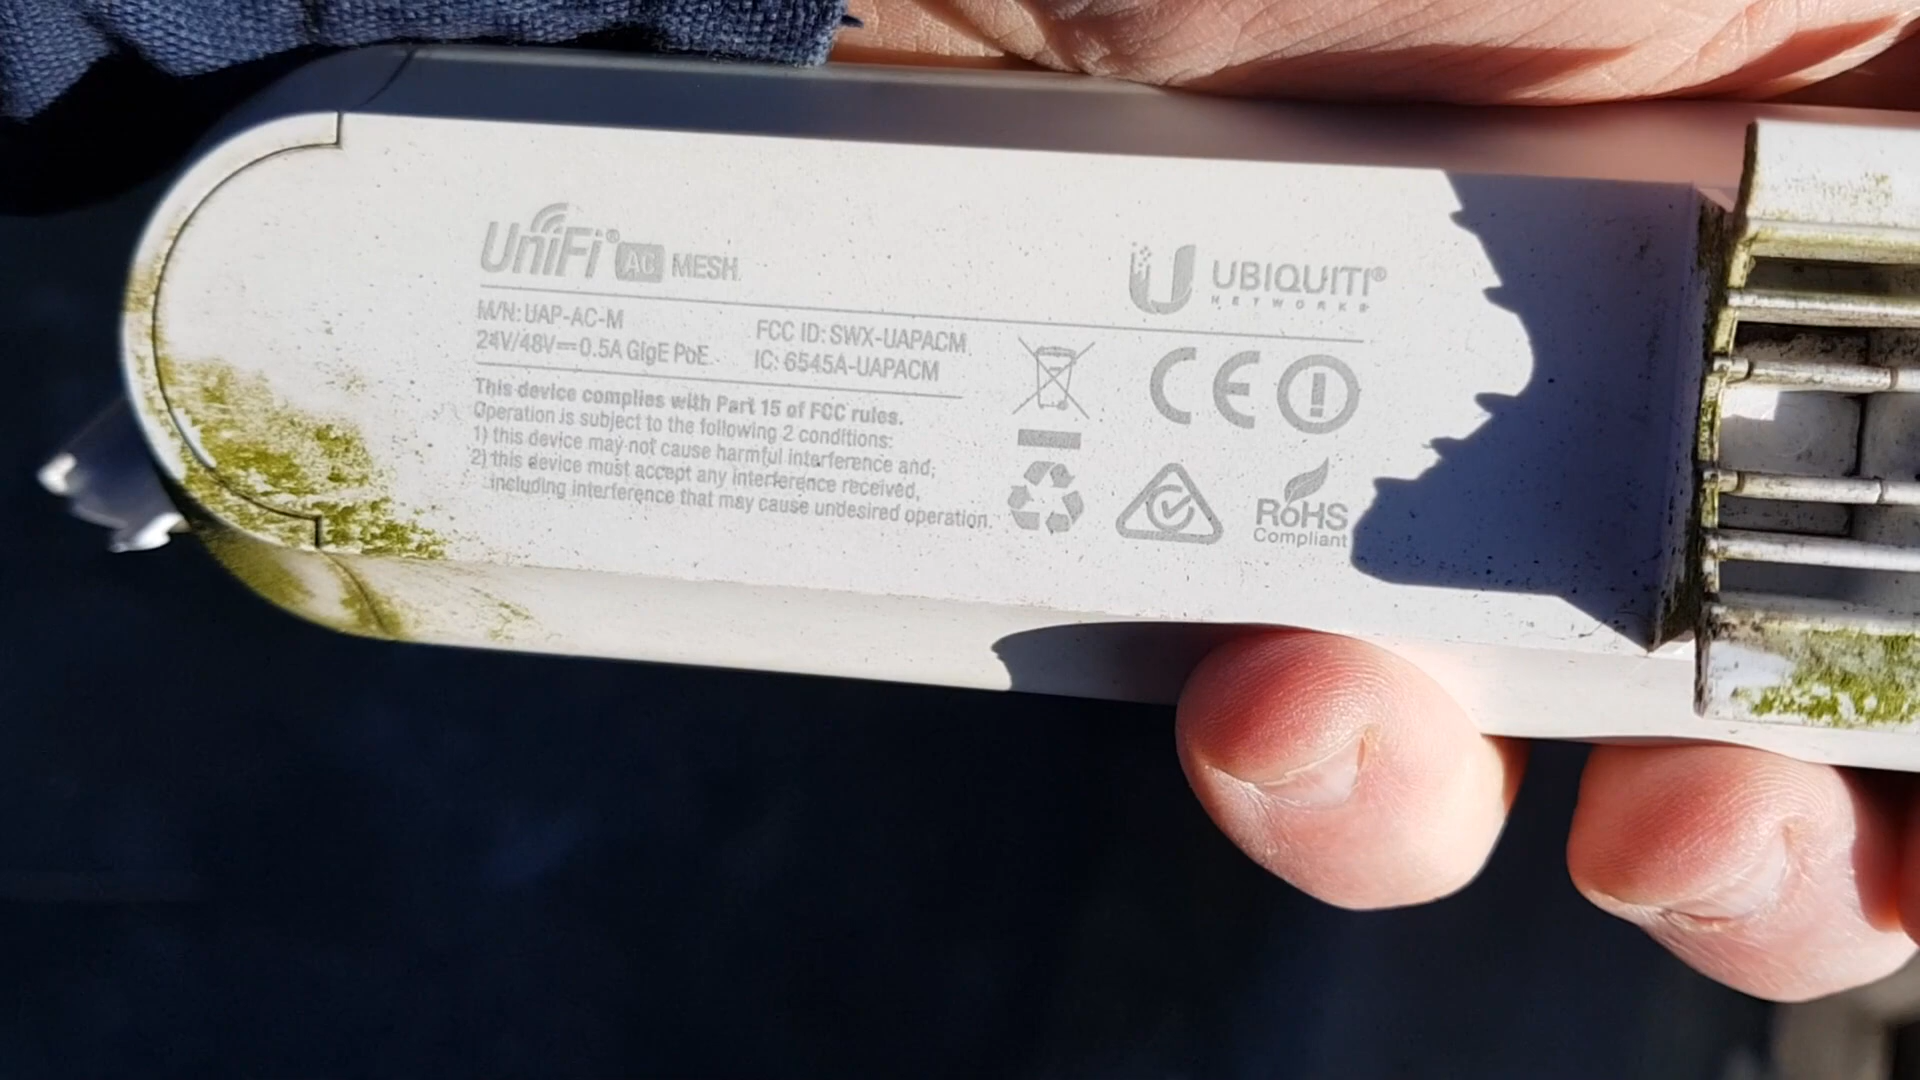 UniFi® AC MESH
UBIQUITI®
NETWORKS
M/N: UAP-AC-M
24V/48V⎓0.5A GigE PoE
FCC ID: SWX-UAPACM
IC: 6545A-UAPACM
This device complies with Part 15 of FCC rules.
Operation is subject to the following 2 conditions:
1) this device may not cause harmful interference and;
2) this device must accept any interference received,
including interference that may cause undesired operation.
CE
RoHS
Compliant